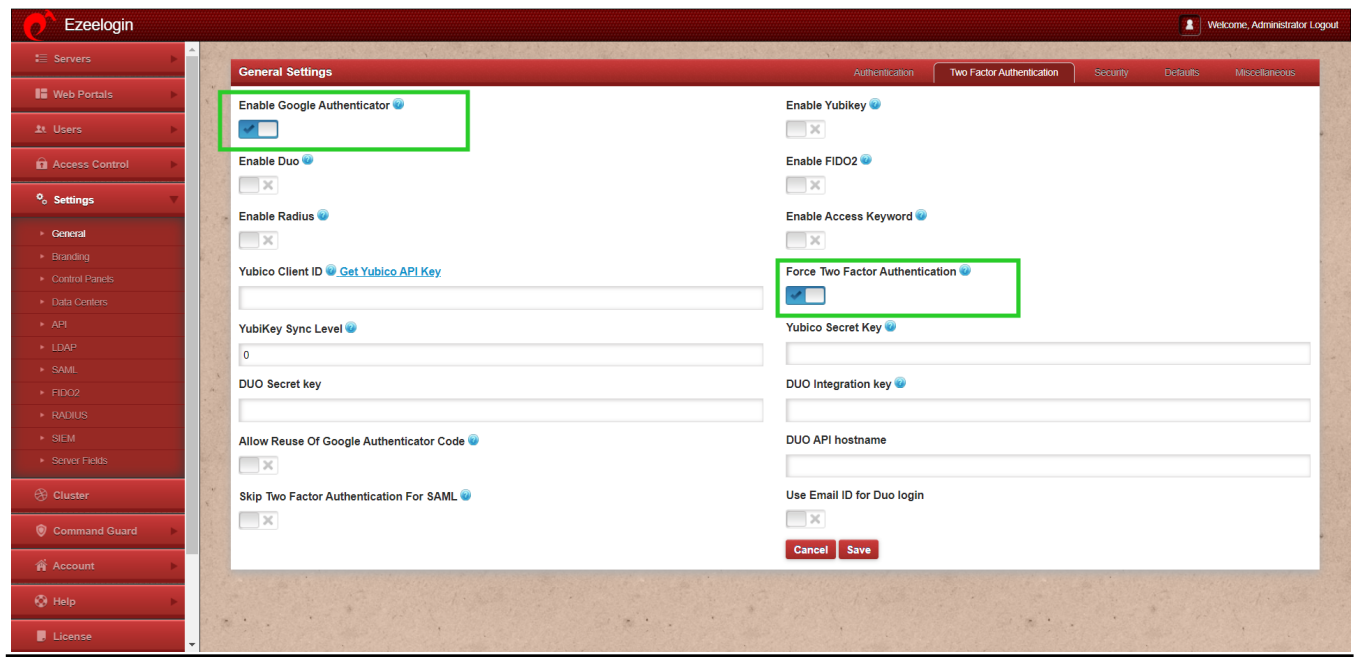 Ezeelogin
Welcome, Administrator Logout
Servers
Web Portals
Users
Access Control
Settings
General
Branding
Control Panels
Data Centers
API
LDAP
SAML
FIDO2
RADIUS
SIEM
Server Fields
Cluster
Command Guard
Account
Help
License
General Settings
Authentication Two Factor Authentication Security Defaults Miscellaneous
Enable Google Authenticator ? Enable Yubikey ?
Enable Duo ? Enable FIDO2 ?
Enable Radius ? Enable Access Keyword ?
Yubico Client ID ? Get Yubico API Key Force Two Factor Authentication ?
YubiKey Sync Level ? Yubico Secret Key ?
0
DUO Secret key DUO Integration key ?
Allow Reuse Of Google Authenticator Code ? DUO API hostname
Skip Two Factor Authentication For SAML ? Use Email ID for Duo login
Cancel Save